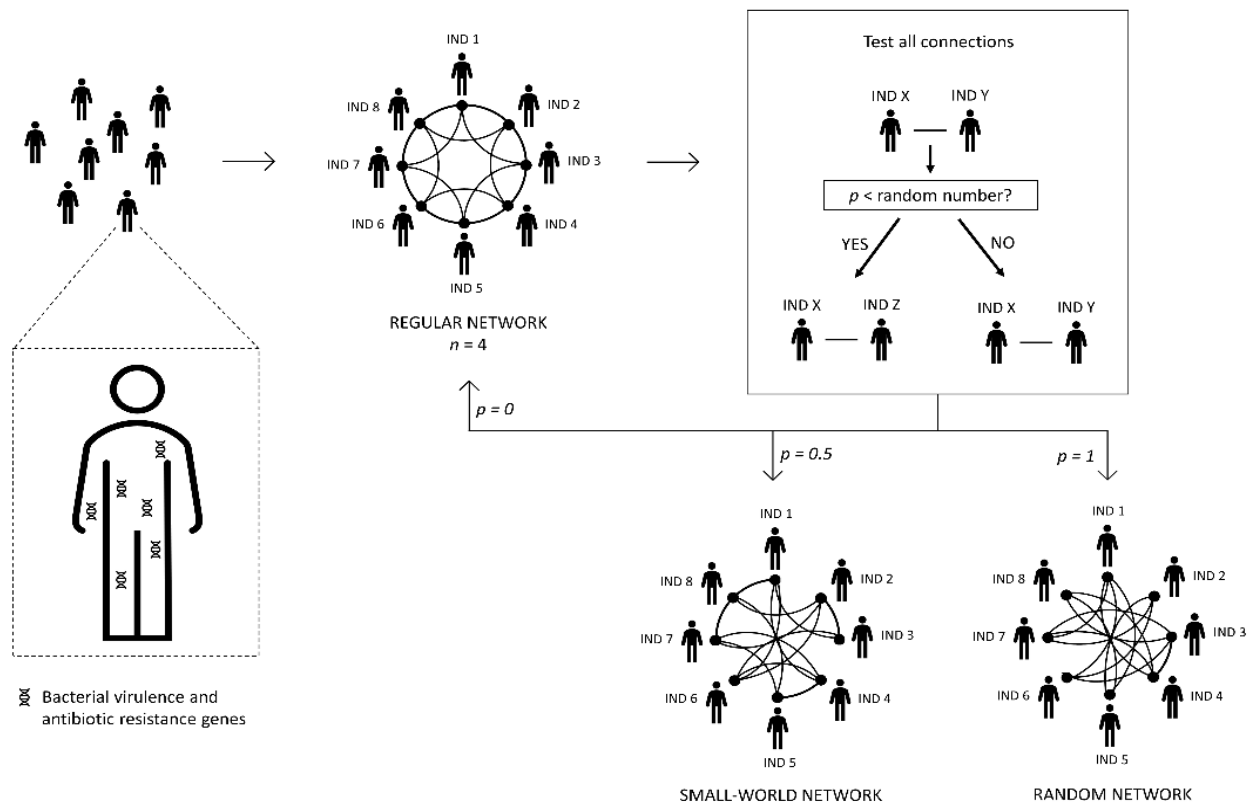 IND 1
IND 8
IND 2
IND 7
IND 3
IND 6
IND 4
IND 5
REGULAR NETWORK
n = 4
Test all connections
IND X
IND Y
p < random number?
YES
NO
IND X
IND Z
IND X
IND Y
p = 0
p = 0.5
p = 1
Bacterial virulence and
antibiotic resistance genes
IND 1
IND 8
IND 2
IND 7
IND 3
IND 6
IND 4
IND 5
SMALL-WORLD NETWORK
IND 1
IND 8
IND 2
IND 7
IND 3
IND 6
IND 4
IND 5
RANDOM NETWORK